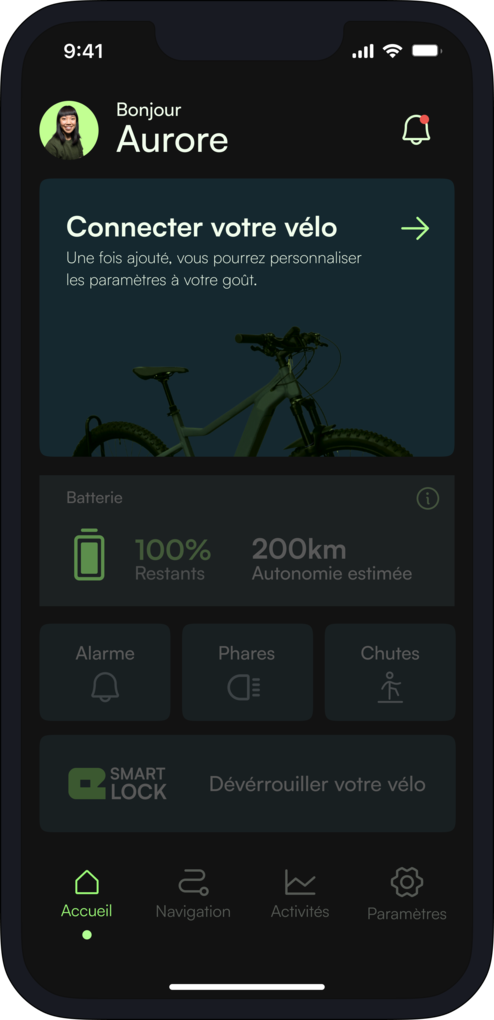 9:41
Bonjour
Aurore
Connecter votre vélo
Une fois ajouté, vous pourrez personnaliser
les paramètres à votre goût.
Batterie
100%
Restants
200km
Autonomie estimée
Alarme
Phares
Chutes
SMART
LOCK
Dévérrouiller votre vélo
Accueil
Navigation
Activités
Paramètres